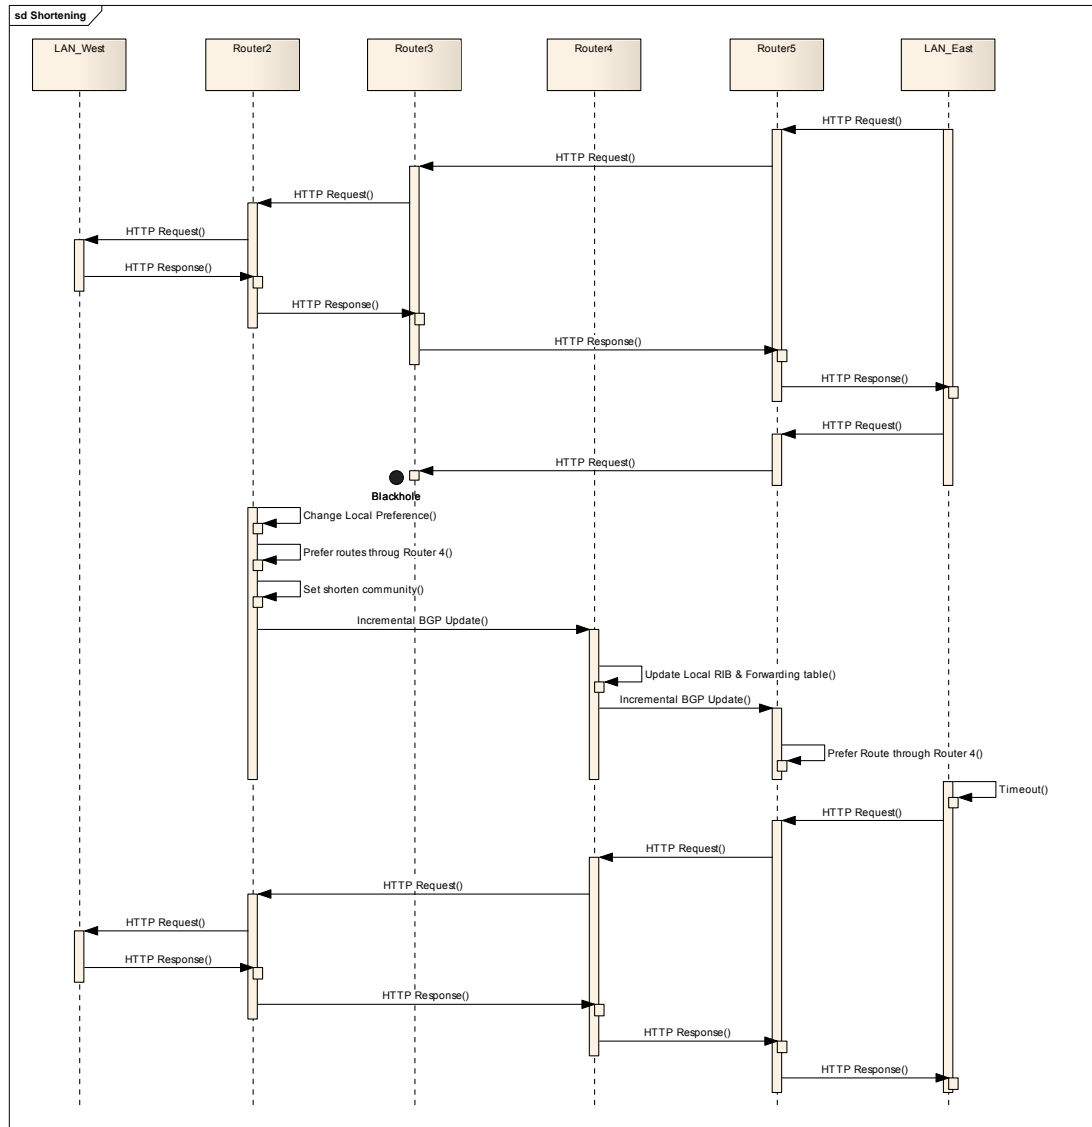 sd Shortening
LAN_West
Router2
Router3
Router4
Router5
LAN_East
HTTP Request()
HTTP Request()
HTTP Request()
HTTP Request()
HTTP Response()
HTTP Response()
HTTP Response()
HTTP Response()
HTTP Request()
HTTP Request()
Blackhole
Change Local Preference()
Prefer routes throug Router 4()
Set shorten community()
Incremental BGP Update()
Update Local RIB & Forwarding table()
Incremental BGP Update()
Prefer Route through Router 4()
Timeout()
HTTP Request()
HTTP Request()
HTTP Request()
HTTP Request()
HTTP Response()
HTTP Response()
HTTP Response()
HTTP Response()